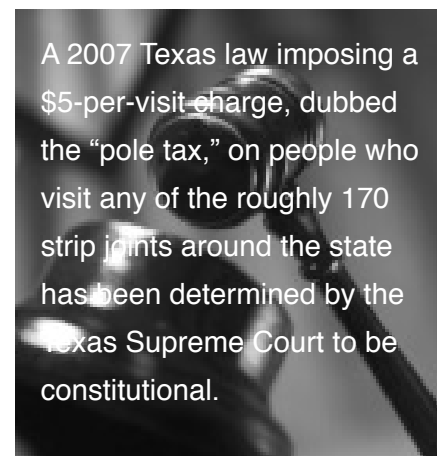 A 2007 Texas law imposing a
$5-per-visit charge, dubbed
the “pole tax,” on people who
visit any of the roughly 170
strip joints around the state
has been determined by the
Texas Supreme Court to be
constitutional.